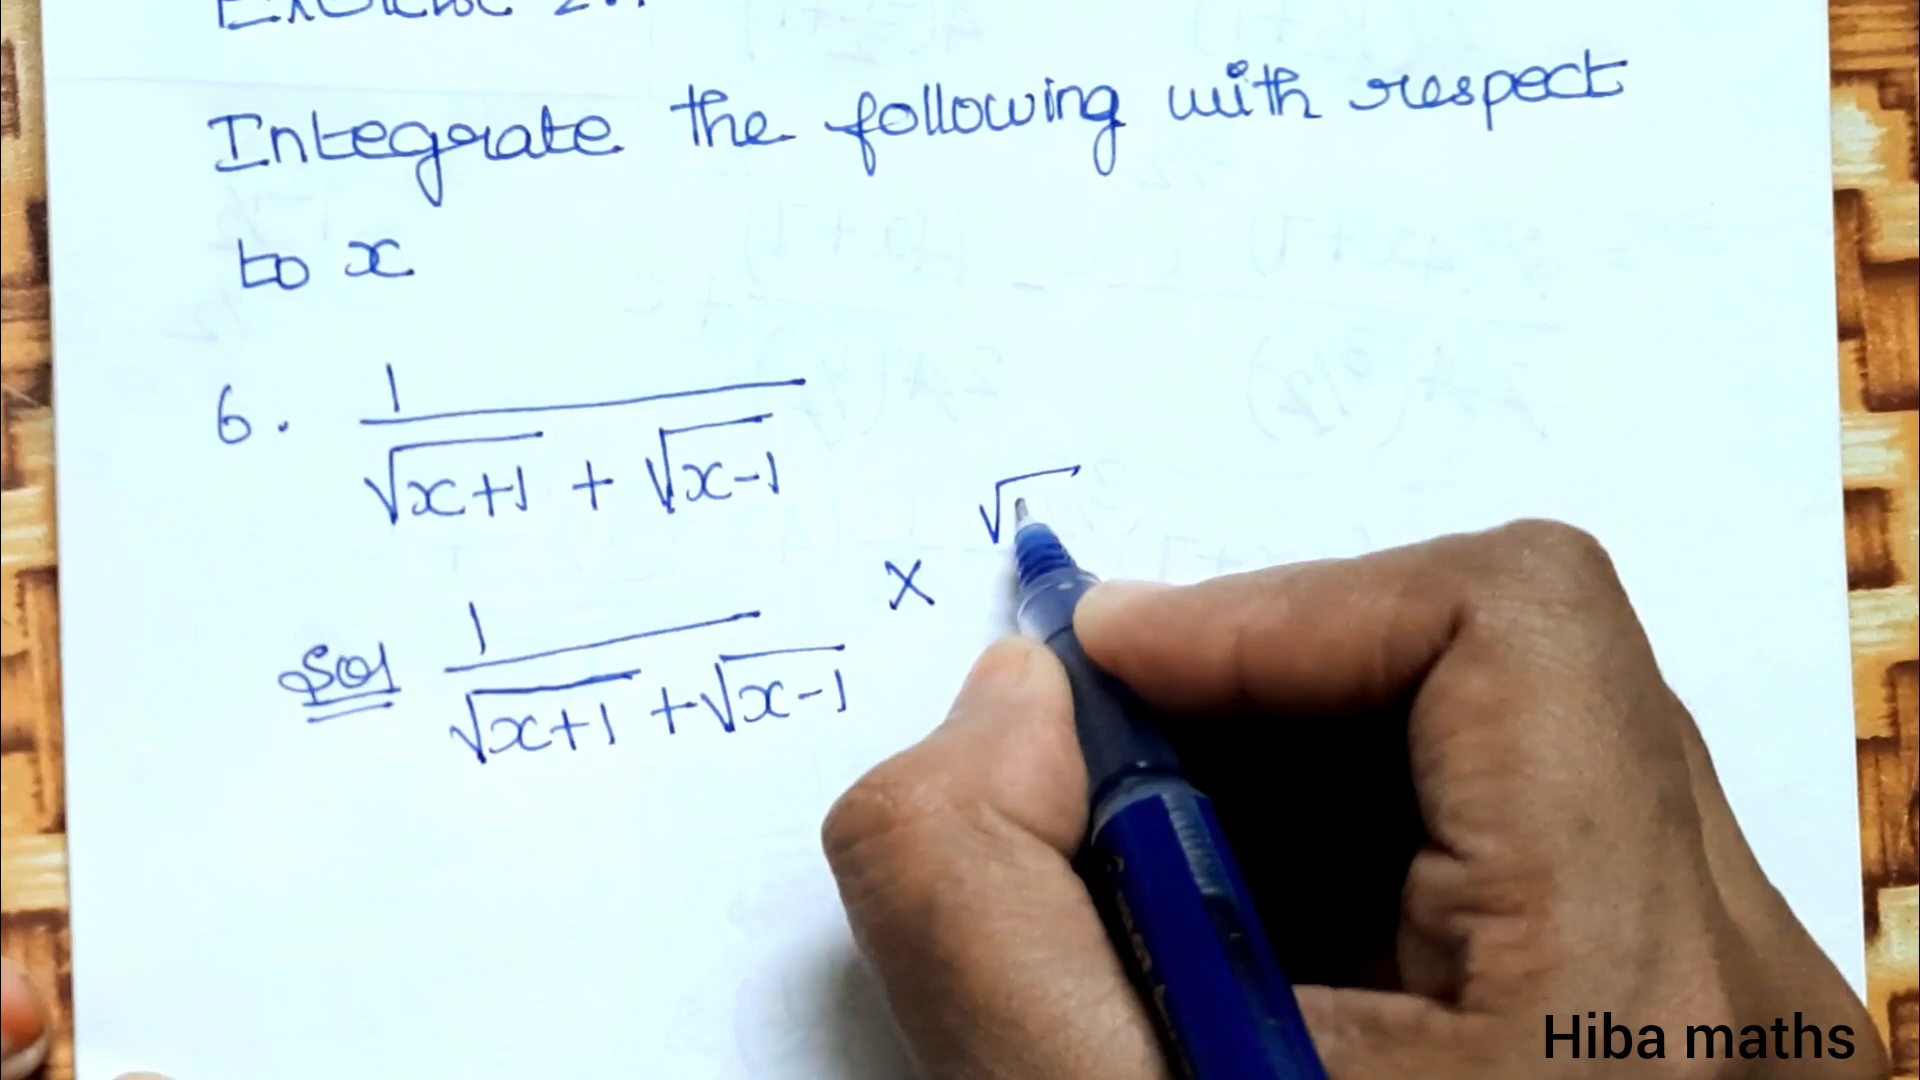 Integrate the following with respect
to x
6. 1
√x+1 + √x-1
Sol 1
√x+1 + √x-1
× √
Hiba maths